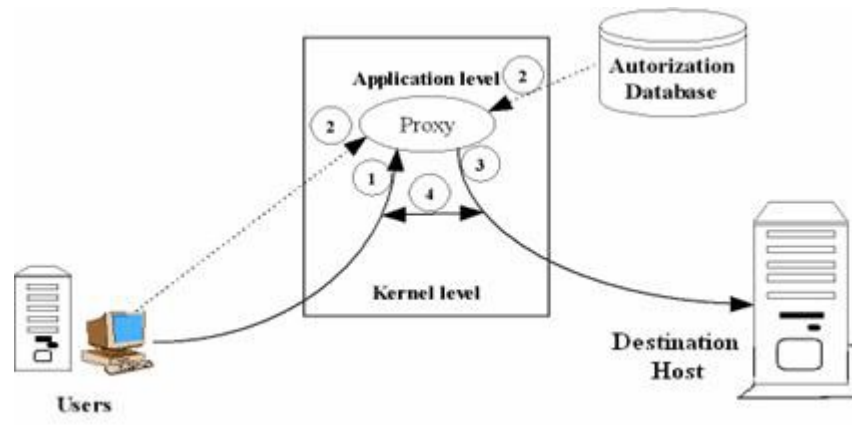 Application level
2
Autorization
Database
2
Proxy
1
4
3
Kernel level
Destination
Host
Users